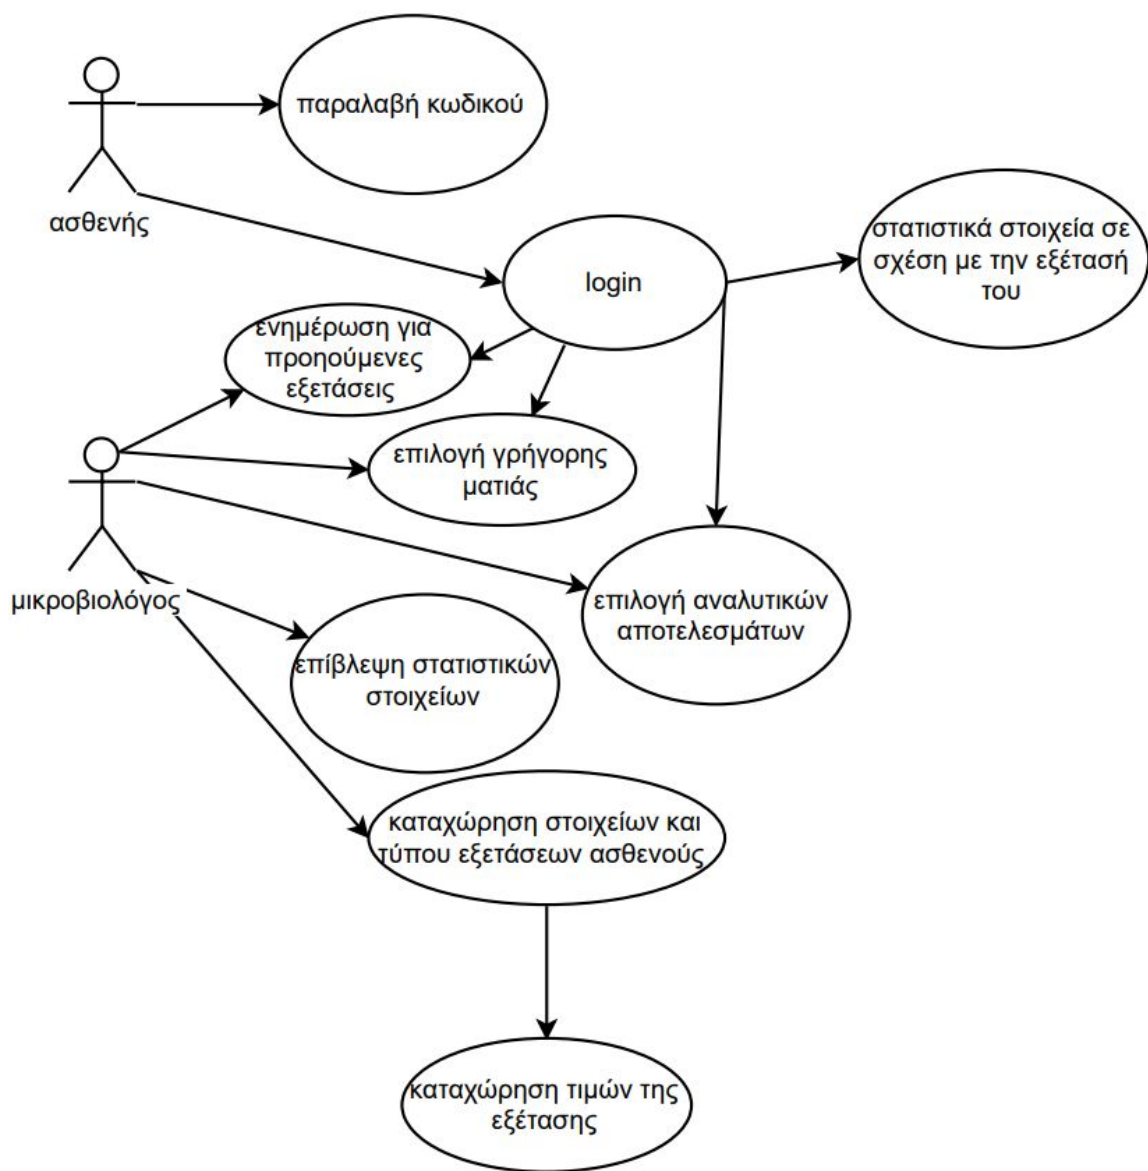 παραλαβή κωδικού
ασθενής
στατιστικά στοιχεία σε
σχέση με την εξέτασή
του
login
ενημέρωση για
προηούμενες
εξετάσεις
επιλογή γρήγορης
ματιάς
μικροβιολόγος
επιλογή αναλυτικών
αποτελεσμάτων
επίβλεψη στατιστικών
στοιχείων
καταχώρηση στοιχείων και
τύπου εξετάσεων ασθενούς
καταχώρηση τιμών της
εξέτασης